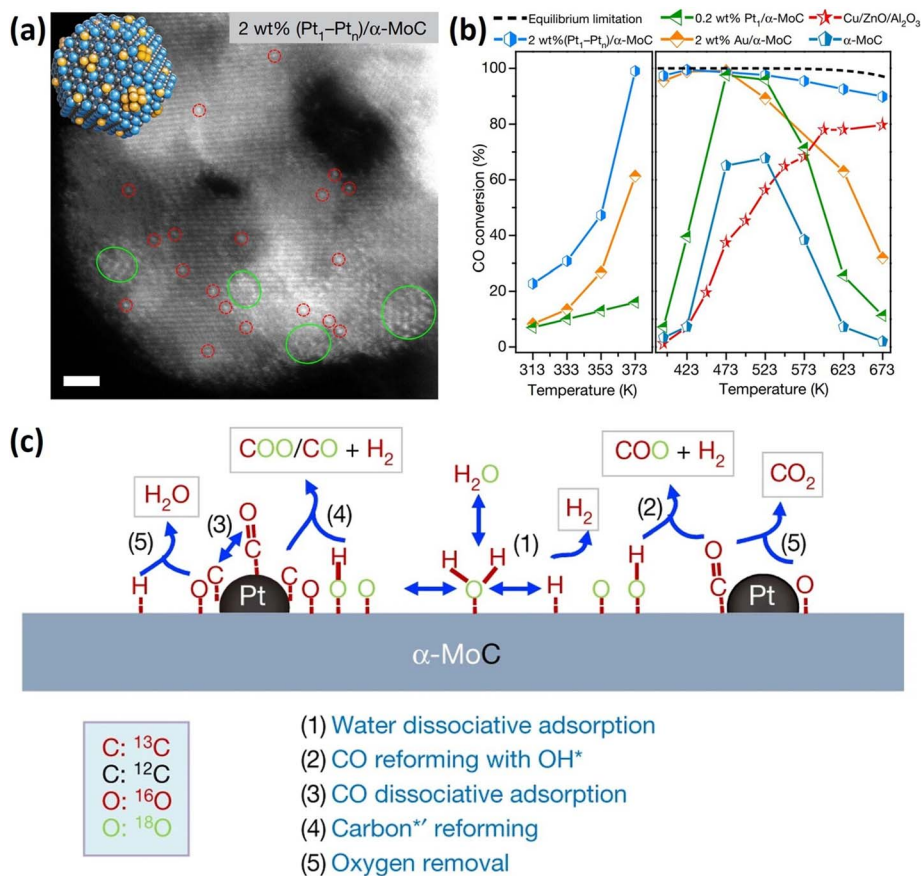 (a)
2 wt% (Pt₁–Ptₙ)/α-MoC
(b)
Equilibrium limitation
0.2 wt% Pt₁/α-MoC
Cu/ZnO/Al₂O₃
2 wt%(Pt₁–Ptₙ)/α-MoC
2 wt% Au/α-MoC
α-MoC
CO conversion (%)
100
80
60
40
20
0
313 333 353 373
423 473 523 573 623 673
Temperature (K)
Temperature (K)
(c)
COO/CO + H₂
H₂O
COO + H₂
H₂O
H₂
CO₂
(5)
(3)
(4)
(1)
(2)
(5)
O
C
H
H H
H
O
C
H O C C O O O
O
H O O
O
Pt
Pt
α-MoC
C: ¹³C
C: ¹²C
O: ¹⁶O
O: ¹⁸O
(1) Water dissociative adsorption
(2) CO reforming with OH*
(3) CO dissociative adsorption
(4) Carbon*′ reforming
(5) Oxygen removal